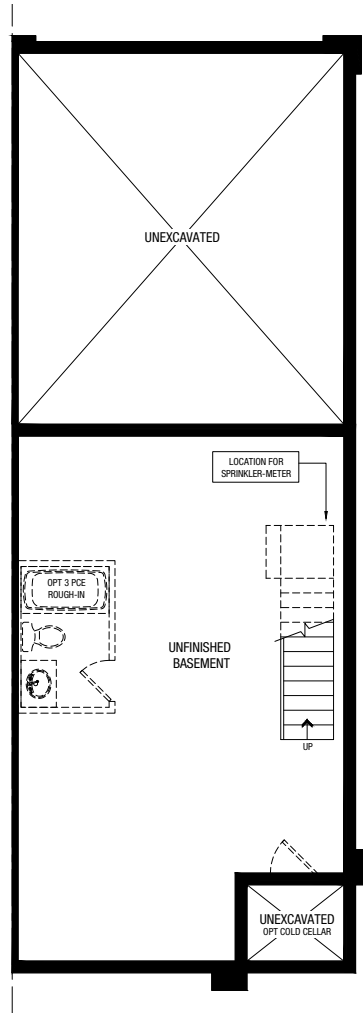 UNEXCAVATED
LOCATION FOR
SPRINKLER-METER
OPT 3 PCE
ROUGH-IN
UNFINISHED
BASEMENT
UP
UNEXCAVATED
OPT COLD CELLAR